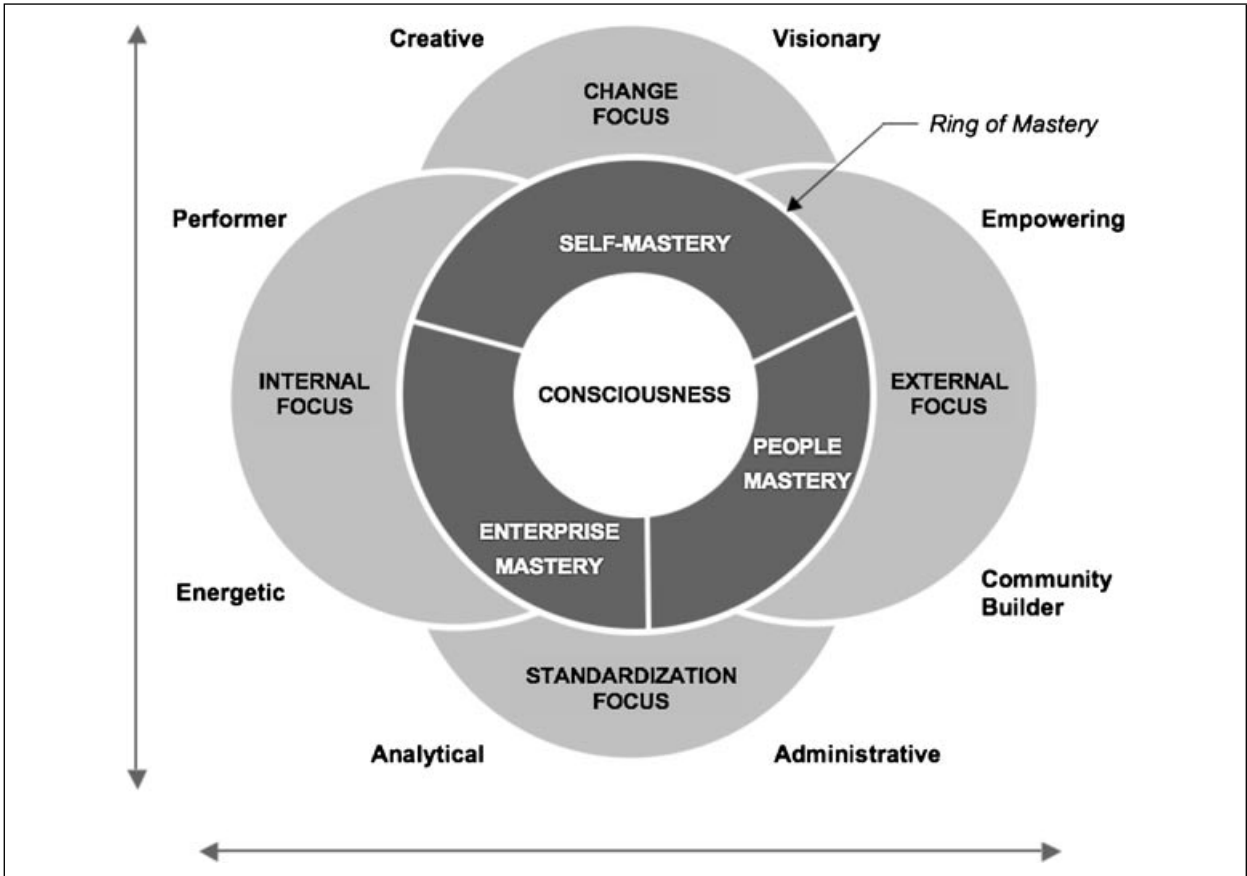 Creative
Visionary
CHANGE
FOCUS
Ring of Mastery
Performer
Empowering
SELF-MASTERY
INTERNAL
FOCUS
CONSCIOUSNESS
EXTERNAL
FOCUS
PEOPLE
MASTERY
ENTERPRISE
MASTERY
Energetic
Community
Builder
STANDARDIZATION
FOCUS
Analytical
Administrative